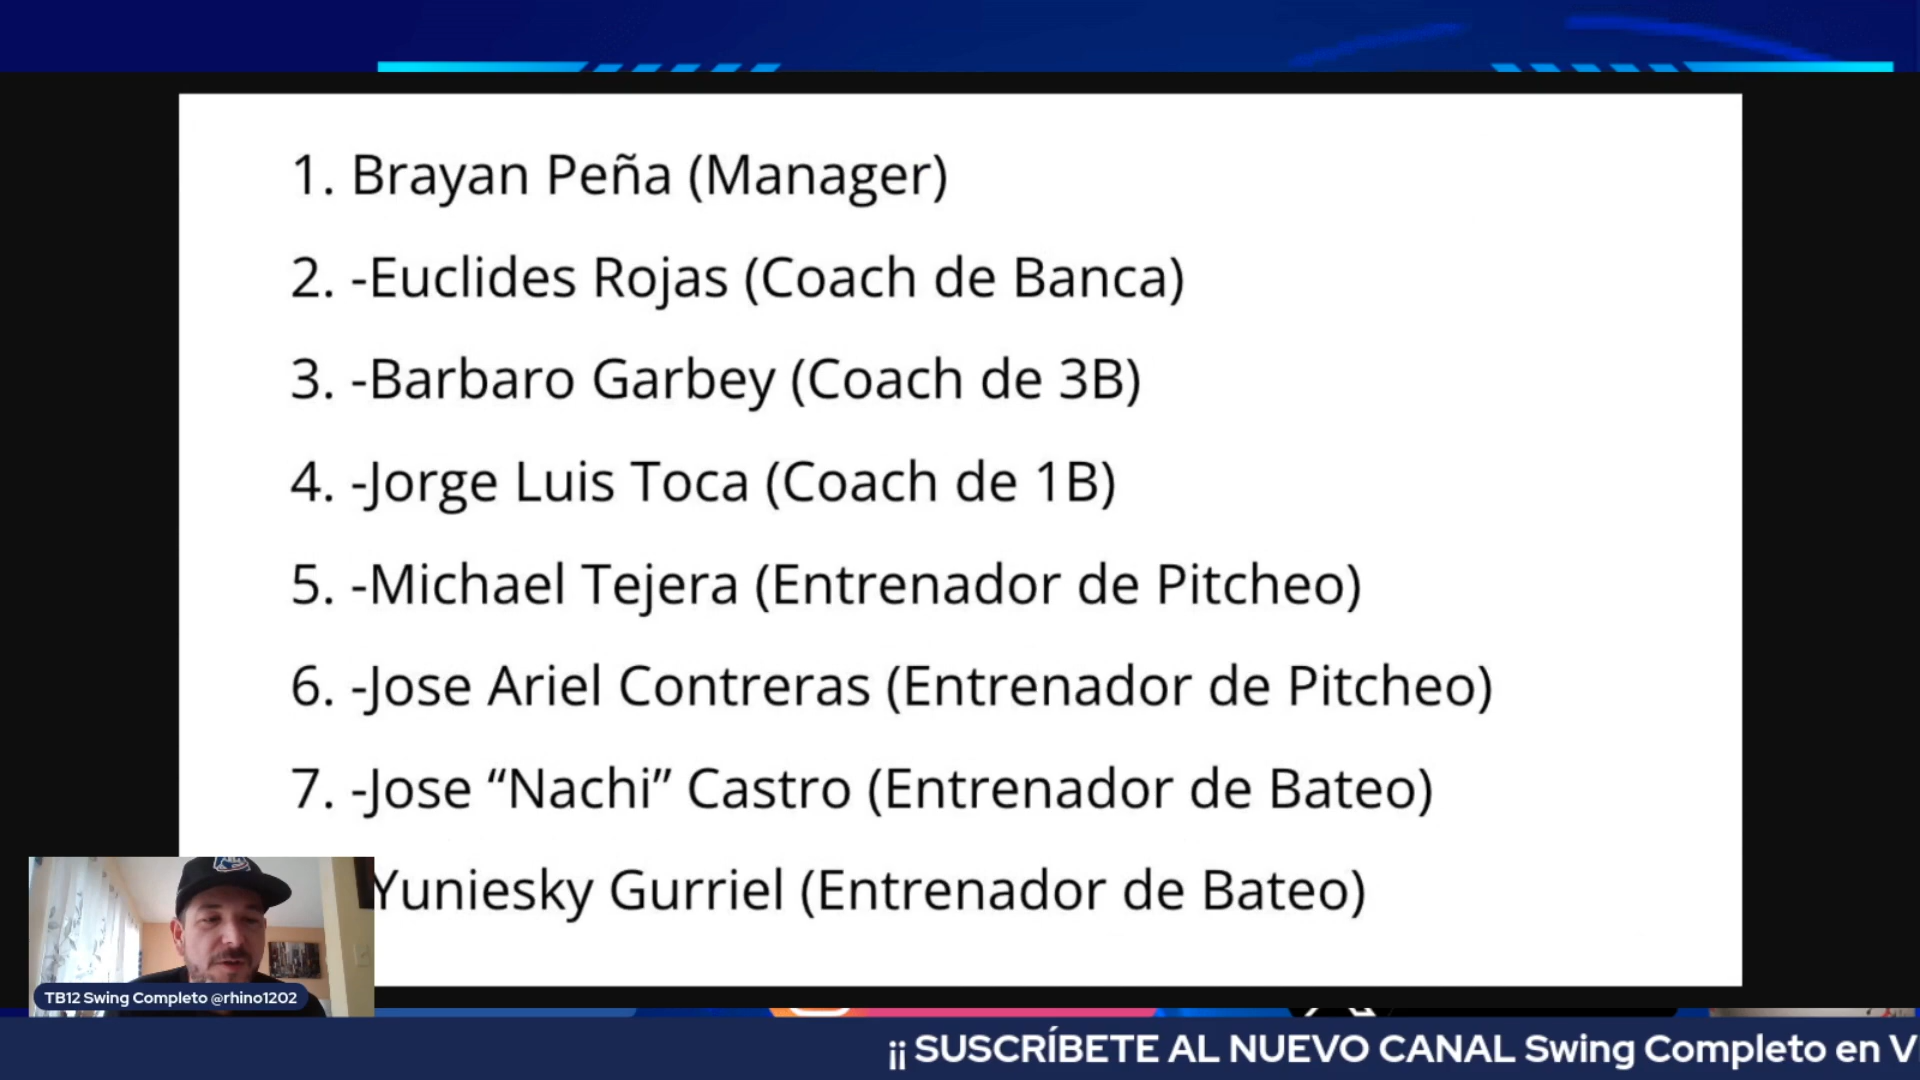 1. Brayan Peña (Manager)
2. -Euclides Rojas (Coach de Banca)
3. -Barbaro Garbey (Coach de 3B)
4. -Jorge Luis Toca (Coach de 1B)
5. -Michael Tejera (Entrenador de Pitcheo)
6. -Jose Ariel Contreras (Entrenador de Pitcheo)
7. -Jose “Nachi” Castro (Entrenador de Bateo)
Yuniesky Gurriel (Entrenador de Bateo)
TB12 Swing Completo @rhino1202
¡¡ SUSCRÍBETE AL NUEVO CANAL Swing Completo en